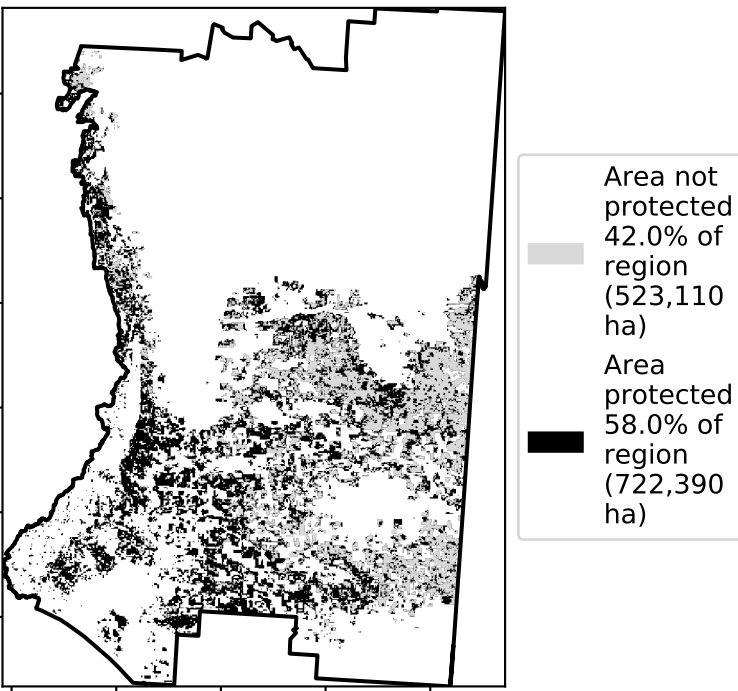 Area not
protected
42.0% of
region
(523,110
ha)
Area
protected
58.0% of
region
(722,390
ha)